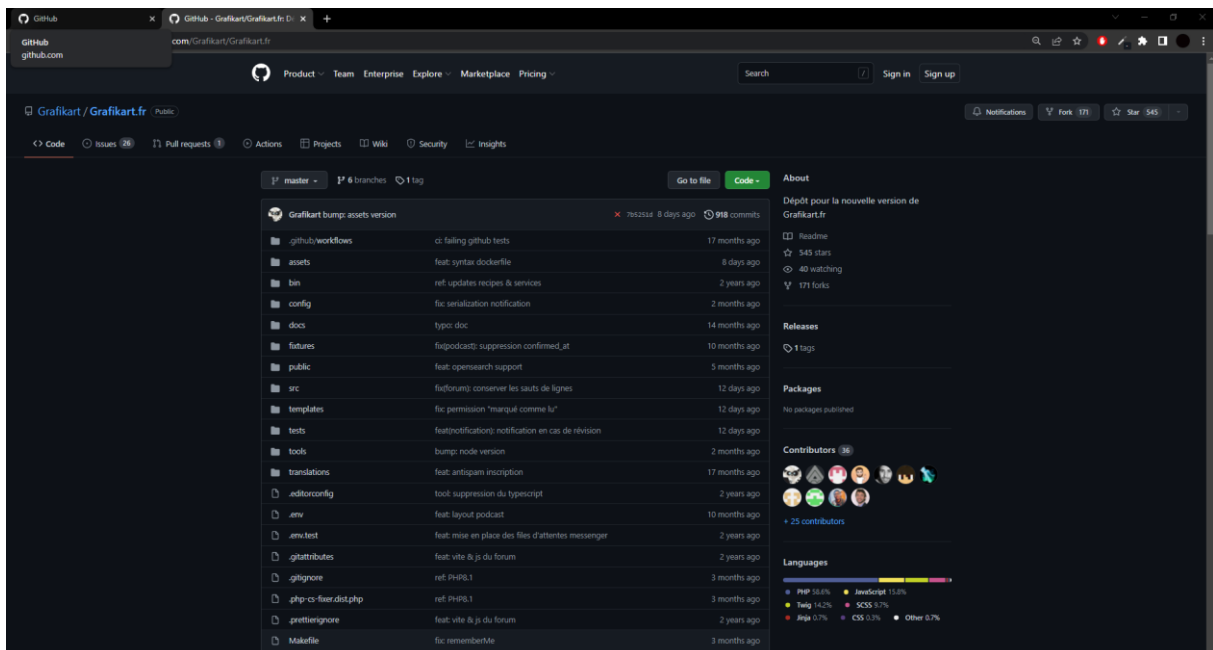 GitHub
GitHub - Grafikart/Grafikart.fr: De
GitHub
github.com
com/Grafikart/Grafikart.fr
Product Team Enterprise Explore Marketplace Pricing
Search / Sign in Sign up
Grafikart / Grafikart.fr Public
Notifications Fork 171 Star 545
Code Issues 26 Pull requests 1 Actions Projects Wiki Security Insights
master 6 branches 1 tag Go to file Code
Grafikart bump: assets version 7b5251d 8 days ago 918 commits
.github/workflows ci: failing github tests 17 months ago
assets feat: syntax dockerfile 8 days ago
bin ref: updates recipes & services 2 years ago
config fix: serialization notification 2 months ago
docs typo: doc 14 months ago
fixtures fix(podcast): suppression confirmed_at 10 months ago
public feat: opensearch support 5 months ago
src fix(forum): conserver les sauts de lignes 12 days ago
templates fix: permission "marqué comme lu" 12 days ago
tests feat(notification): notification en cas de révision 12 days ago
tools bump: node version 2 months ago
translations feat: antispam inscription 17 months ago
.editorconfig tool: suppression du typescript 2 years ago
.env feat: layout podcast 10 months ago
.env.test feat: mise en place des files d'attentes messenger 2 years ago
.gitattributes feat: vite & js du forum 2 years ago
.gitignore ref: PHP8.1 3 months ago
.php-cs-fixer.dist.php ref: PHP8.1 3 months ago
.prettierignore feat: vite & js du forum 2 years ago
Makefile fix: rememberMe 3 months ago
About
Dépôt pour la nouvelle version de
Grafikart.fr
Readme
545 stars
40 watching
171 forks
Releases
1 tags
Packages
No packages published
Contributors 36
+ 25 contributors
Languages
PHP 58.6% JavaScript 15.8%
Twig 14.2% SCSS 9.7%
Jinja 0.7% CSS 0.3% Other 0.7%